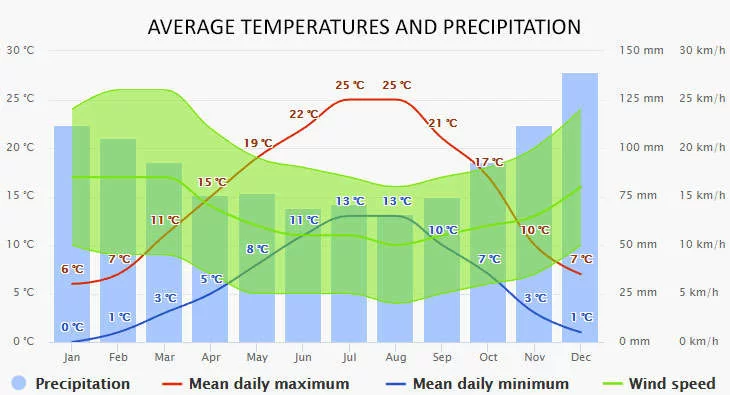 AVERAGE TEMPERATURES AND PRECIPITATION
30 °C 150 mm 30 km/h
25 °C 25 °C 25 °C 125 mm 25 km/h
22 °C 21 °C
20 °C 19 °C 100 mm 20 km/h
17 °C
15 °C 15 °C 13 °C 13 °C 75 mm 15 km/h
11 °C 11 °C
10 °C 8 °C 10 °C 10 °C 50 mm 10 km/h
6 °C 7 °C 7 °C 7 °C
5 °C 5 °C 25 mm 5 km/h
3 °C 3 °C
0 °C 1 °C 1 °C
0 °C 0 mm 0 km/h
Jan Feb Mar Apr May Jun Jul Aug Sep Oct Nov Dec
Precipitation Mean daily maximum Mean daily minimum Wind speed